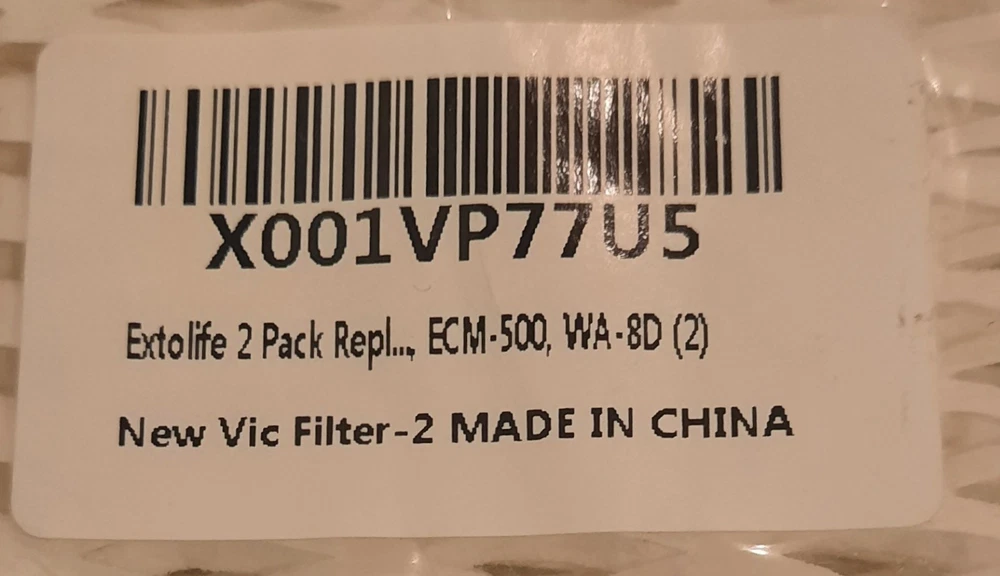 X001VP77U5
Extolife 2 Pack Repl..., ECM-500, WA-8D (2)
New Vic Filter-2 MADE IN CHINA